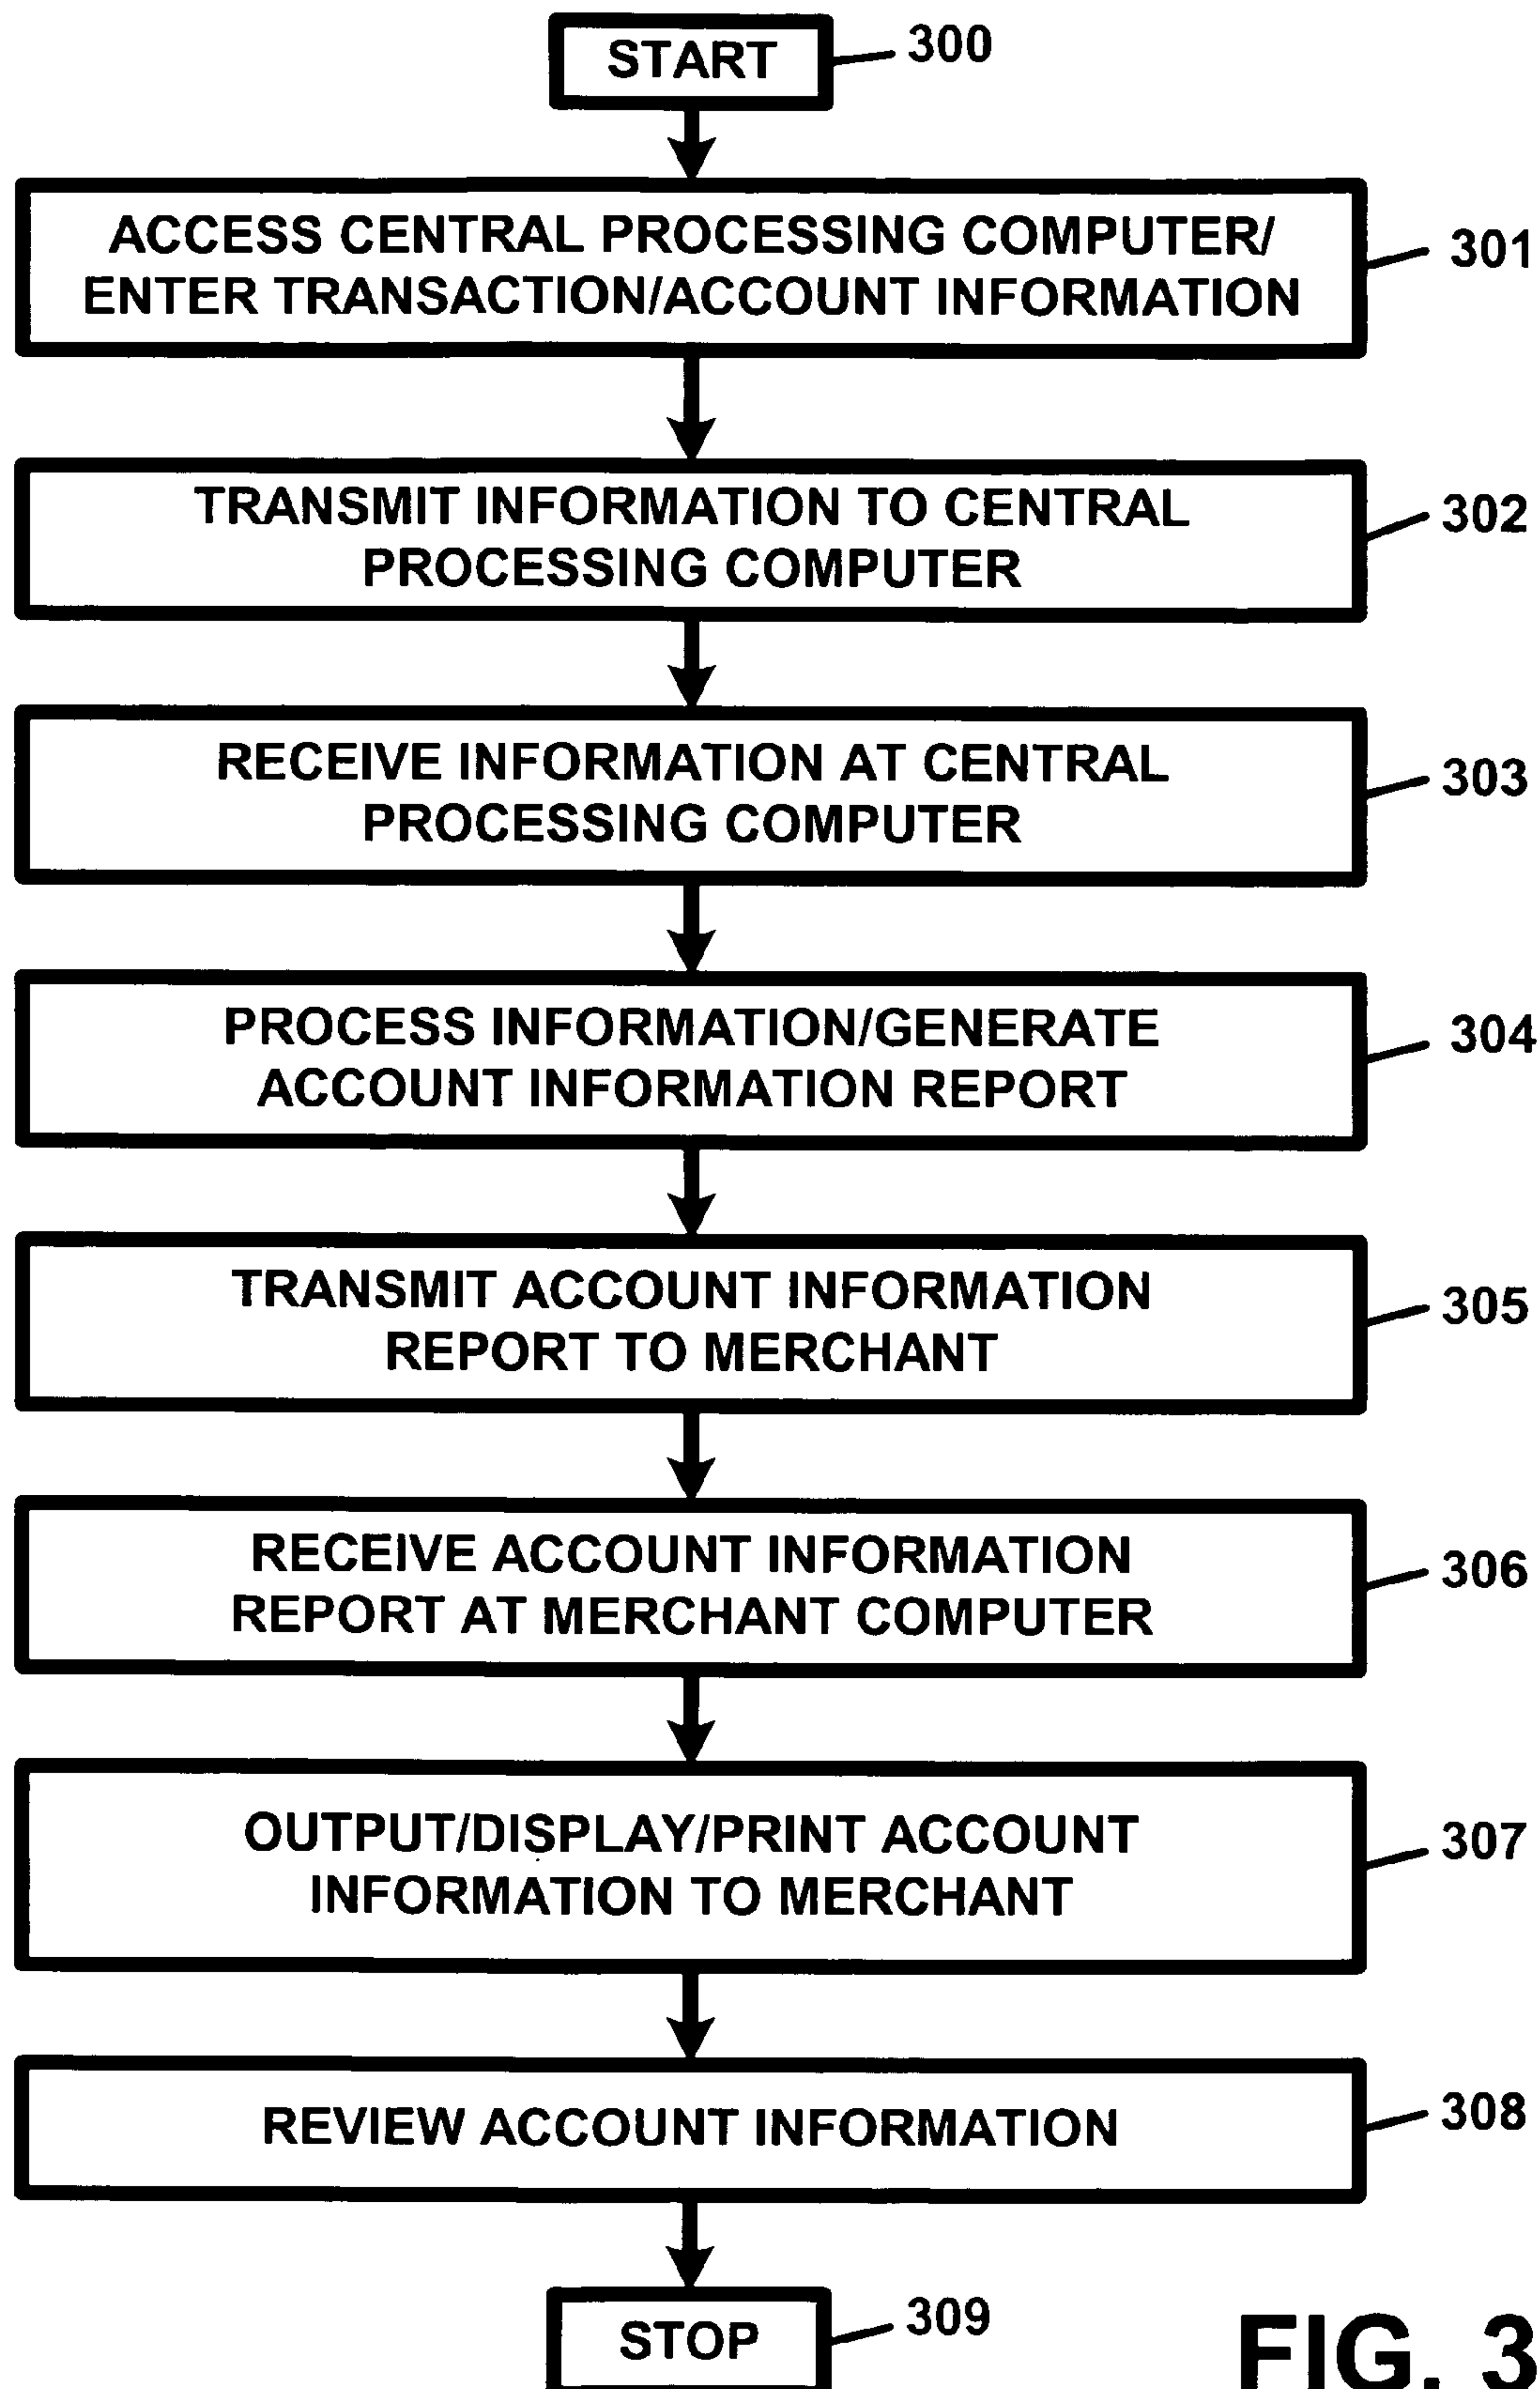 START
300
ACCESS CENTRAL PROCESSING COMPUTER/
ENTER TRANSACTION/ACCOUNT INFORMATION
301
TRANSMIT INFORMATION TO CENTRAL
PROCESSING COMPUTER
302
RECEIVE INFORMATION AT CENTRAL
PROCESSING COMPUTER
303
PROCESS INFORMATION/GENERATE
ACCOUNT INFORMATION REPORT
304
TRANSMIT ACCOUNT INFORMATION
REPORT TO MERCHANT
305
RECEIVE ACCOUNT INFORMATION
REPORT AT MERCHANT COMPUTER
306
OUTPUT/DISPLAY/PRINT ACCOUNT
INFORMATION TO MERCHANT
307
REVIEW ACCOUNT INFORMATION
308
STOP
309
FIG. 3